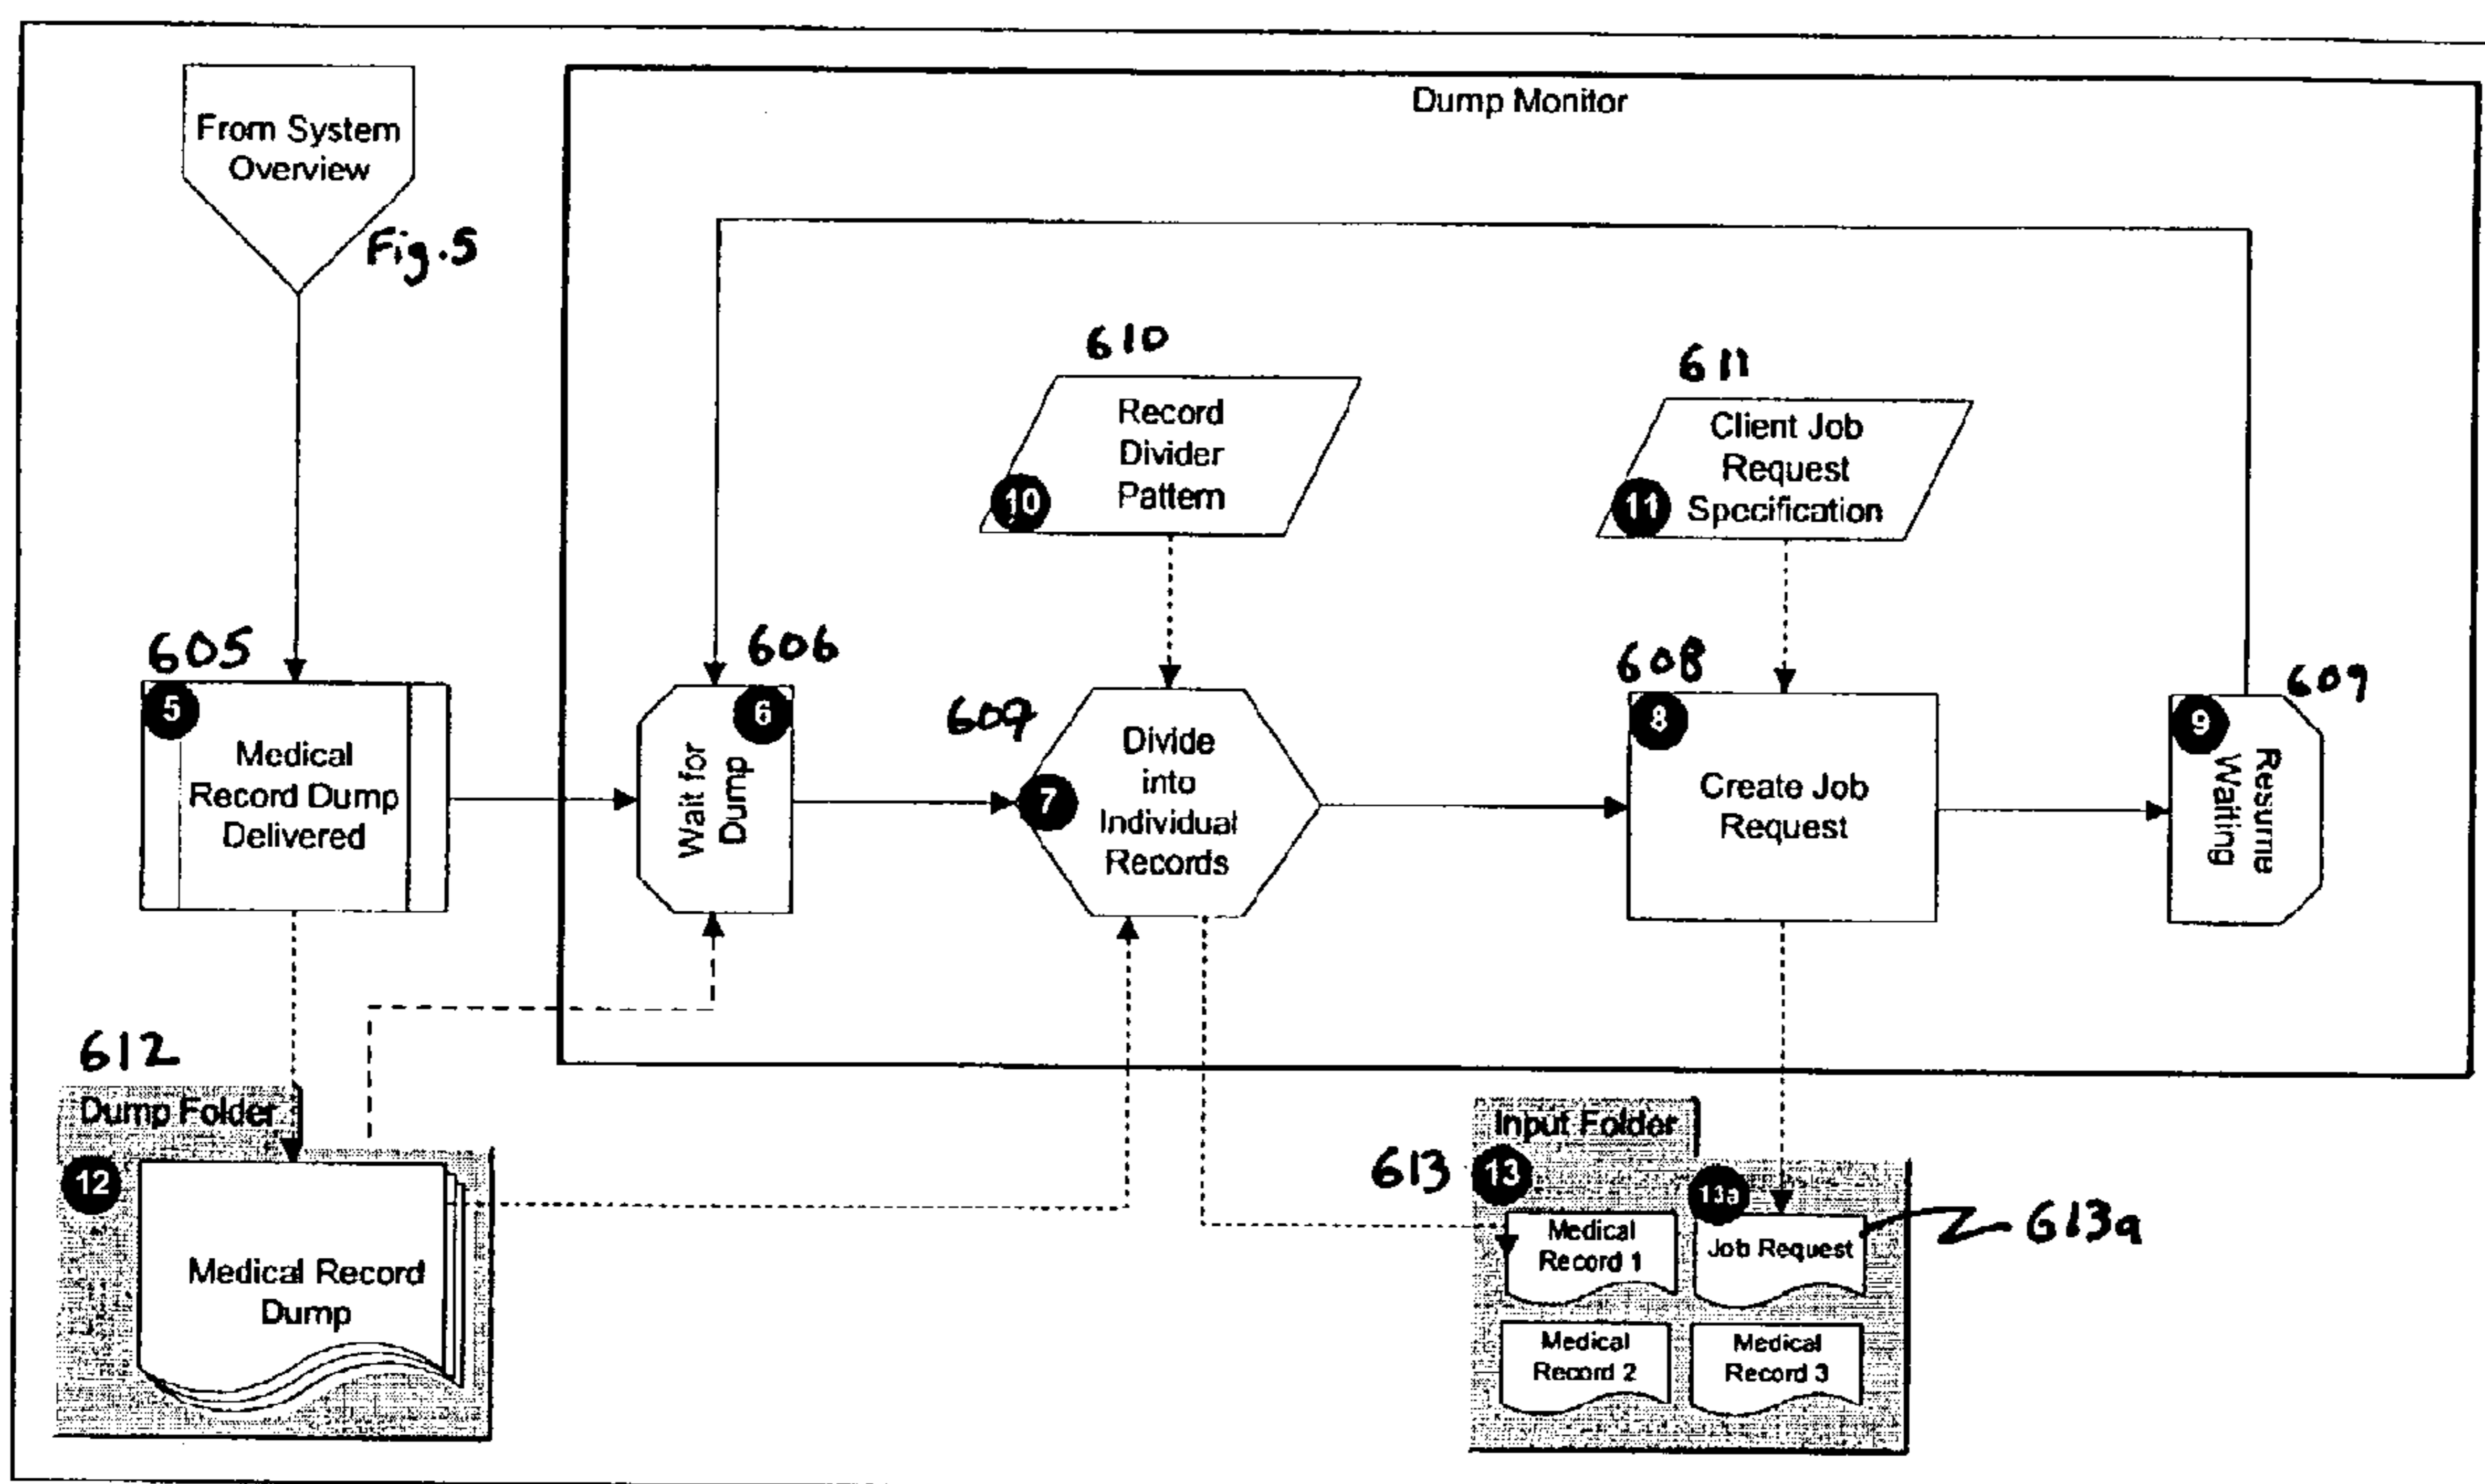 Dump Monitor
From System
Overview
Fig.5
610
Record
Divider
Pattern
10
611
Client Job
Request
Specification
11
605
5
Medical
Record Dump
Delivered
606
6
Wait for
Dump
609
7
Divide
into
Individual
Records
608
8
Create Job
Request
609
9
Resume
Waiting
612
Dump Folder
12
Medical Record
Dump
Input Folder
613
13
13a
613a
Medical
Record 1
Job Request
Medical
Record 2
Medical
Record 3